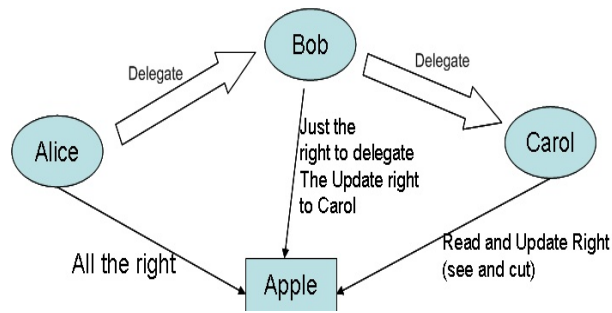 Bob
Delegate
Delegate
Alice
Just the
right to delegate
The Update right
to Carol
Carol
All the right
Read and Update Right
(see and cut)
Apple